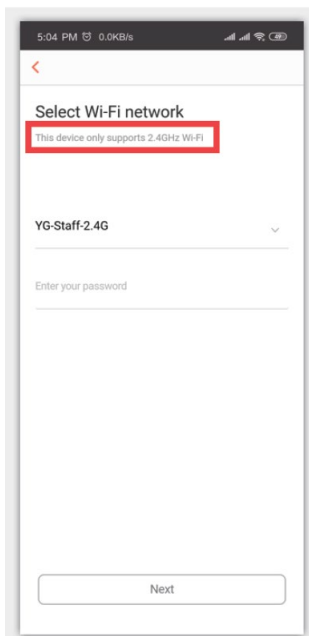 5:04 PM 0.0KB/s
Select Wi-Fi network
This device only supports 2.4GHz Wi-Fi
YG-Staff-2.4G
Enter your password
Next